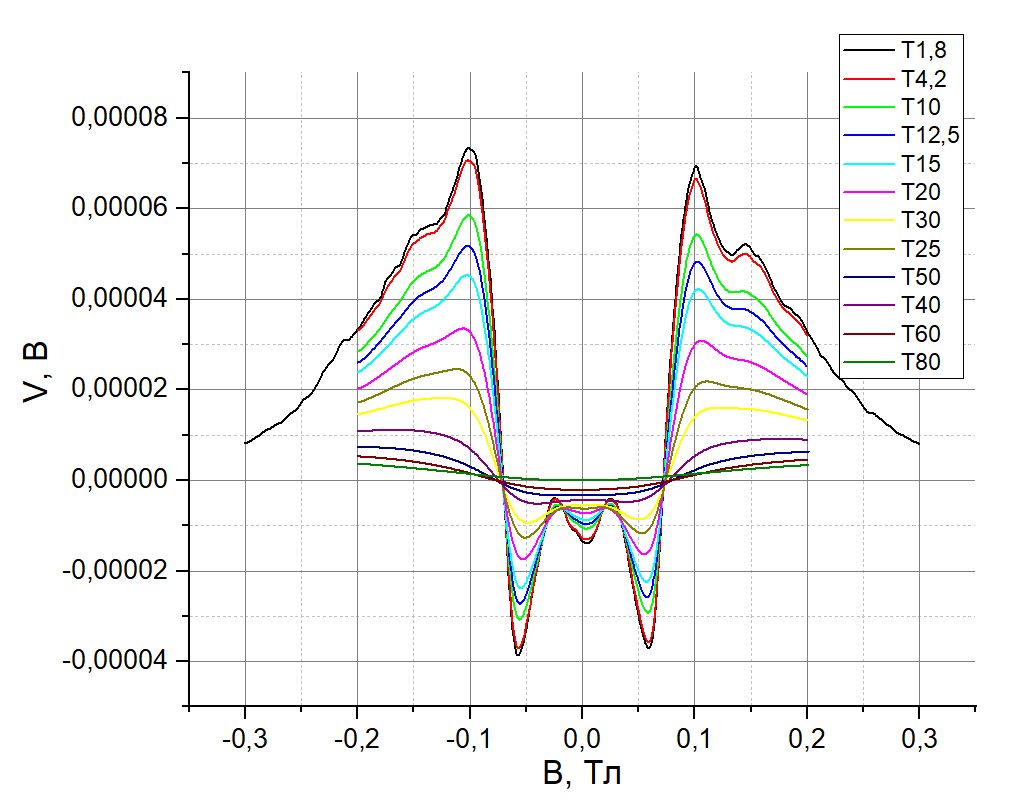 T1,8
T4,2
T10
T12,5
T15
T20
T30
T25
T50
T40
T60
T80
0,00008
0,00006
0,00004
0,00002
0,00000
-0,00002
-0,00004
V, В
-0,3 -0,2 -0,1 0,0 0,1 0,2 0,3
B, Тл